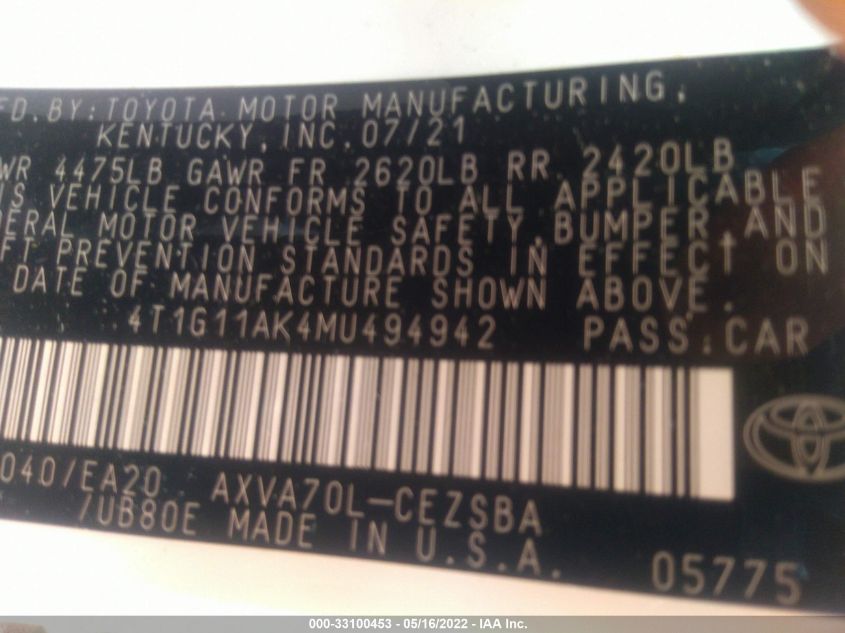 FD. BY: TOYOTA MOTOR MANUFACTURING,
KENTUCKY, INC. 07/21
WR 4475LB GAWR FR 2620LB RR 2420LB
IS VEHICLE CONFORMS TO ALL APPLICABLE
DERAL MOTOR VEHICLE SAFETY, BUMPER, AND
FT PREVENTION STANDARDS IN EFFECT ON
DATE OF MANUFACTURE SHOWN ABOVE.
4T1G11AK4MU494942 PASS. CAR
040/EA20 AXVA70L-CEZSBA
/UB80E MADE IN U.S.A. 05775
000-33100453 - 05/16/2022 - IAA Inc.